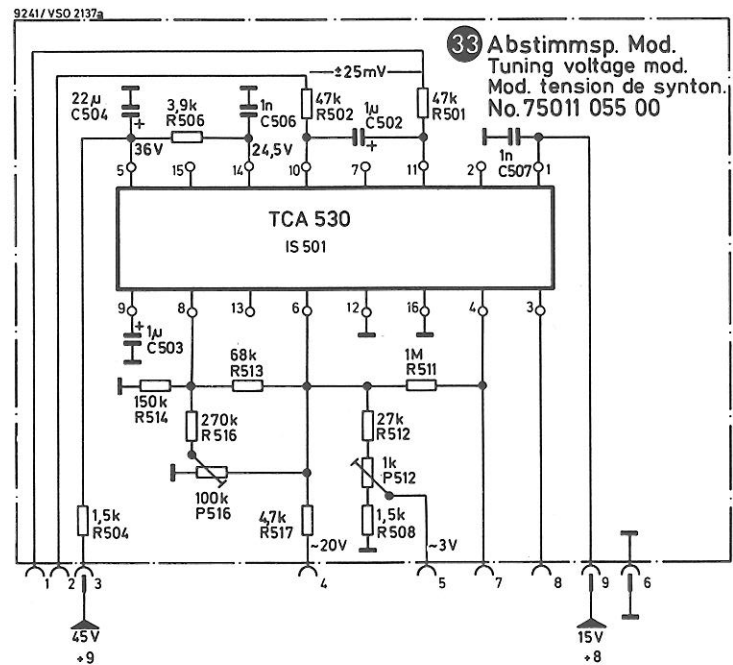 9241/VSO 2137a
33 Abstimmsp. Mod.
Tuning voltage mod.
Mod. tension de synton.
No. 75011 055 00
±25mV
22µ
C504
+
3,9k
R506
1n
C506
47k
R502
1µ
C502
+
47k
R501
1n
C507
36V
24,5V
5 15 14 10 7 11 2 1
TCA 530
IS 501
9 8 13 6 12 16 4 3
+
1µ
C503
68k
R513
1M
R511
150k
R514
270k
R516
27k
R512
100k
P516
1k
P512
1,5k
R504
4,7k
R517
1,5k
R508
~20V
~3V
1 2 3 4 5 7 8 9 6
45V
+9
15V
+8